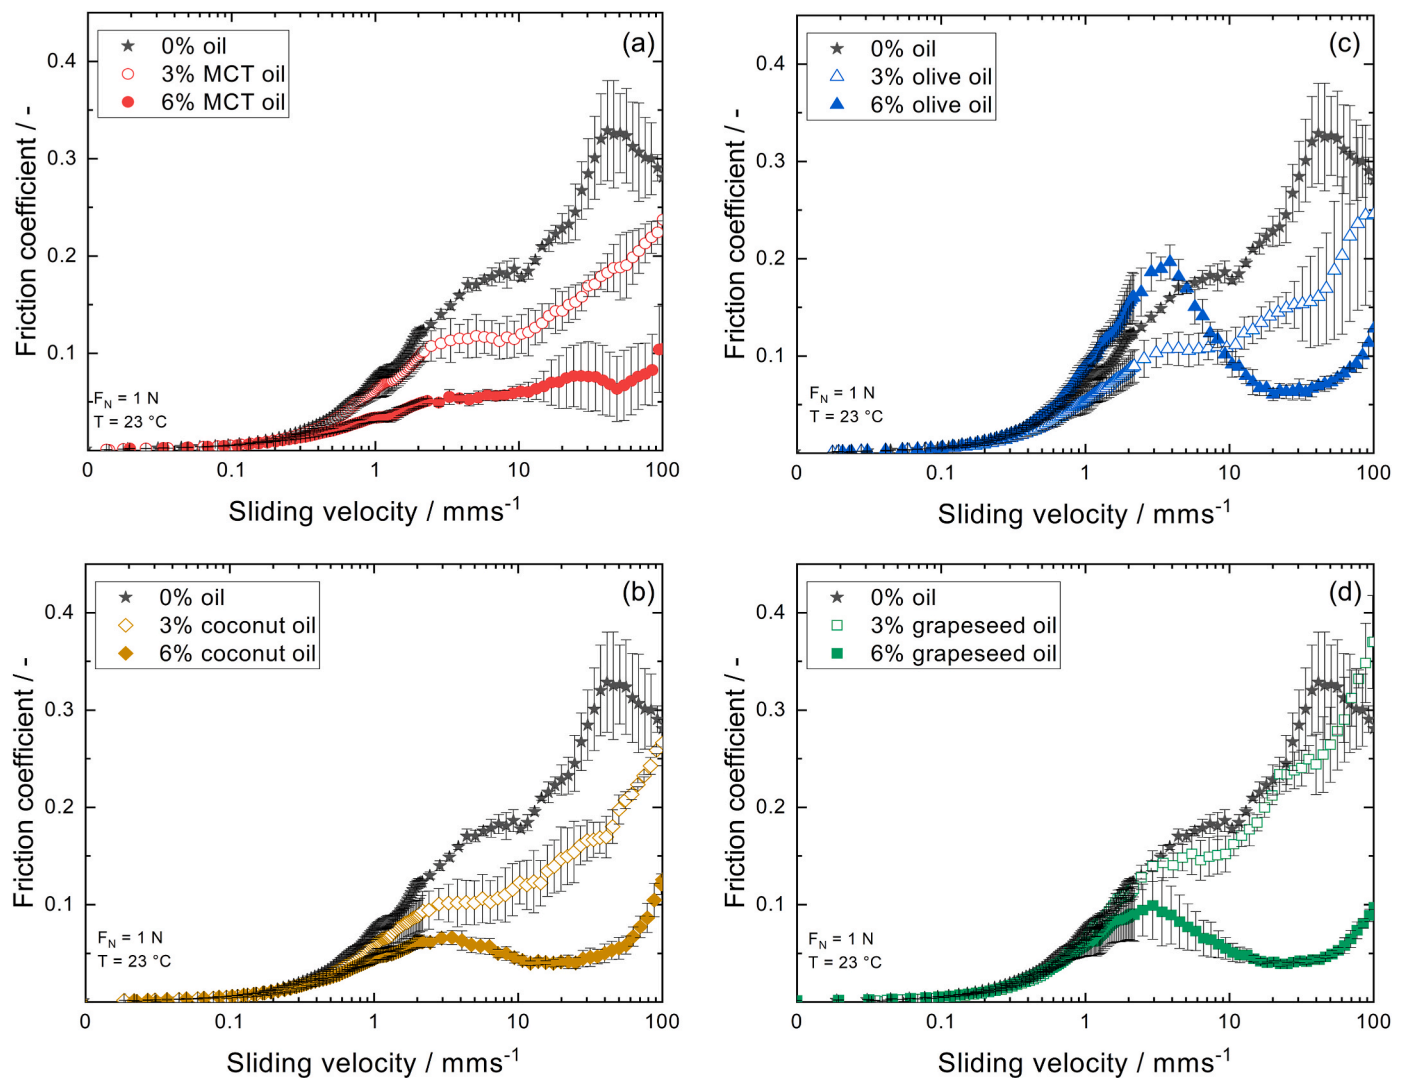 (a)
0% oil
3% MCT oil
6% MCT oil
0.4
0.3
0.2
0.1
Friction coefficient / -
F_N = 1 N
T = 23 °C
0 0.1 1 10 100
Sliding velocity / mms⁻¹
(c)
0% oil
3% olive oil
6% olive oil
0.4
0.3
0.2
0.1
Friction coefficient / -
F_N = 1 N
T = 23 °C
0 0.1 1 10 100
Sliding velocity / mms⁻¹
(b)
0% oil
3% coconut oil
6% coconut oil
0.4
0.3
0.2
0.1
Friction coefficient / -
F_N = 1 N
T = 23 °C
0 0.1 1 10 100
Sliding velocity / mms⁻¹
(d)
0% oil
3% grapeseed oil
6% grapeseed oil
0.4
0.3
0.2
0.1
Friction coefficient / -
F_N = 1 N
T = 23 °C
0 0.1 1 10 100
Sliding velocity / mms⁻¹